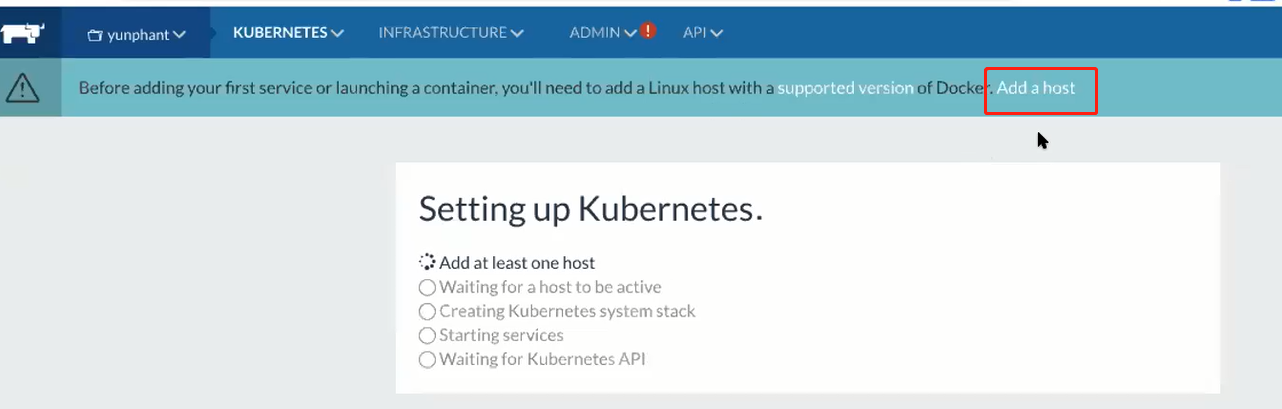 yunphant KUBERNETES INFRASTRUCTURE ADMIN ! API
Before adding your first service or launching a container, you'll need to add a Linux host with a supported version of Docker. Add a host
Setting up Kubernetes.
Add at least one host
Waiting for a host to be active
Creating Kubernetes system stack
Starting services
Waiting for Kubernetes API